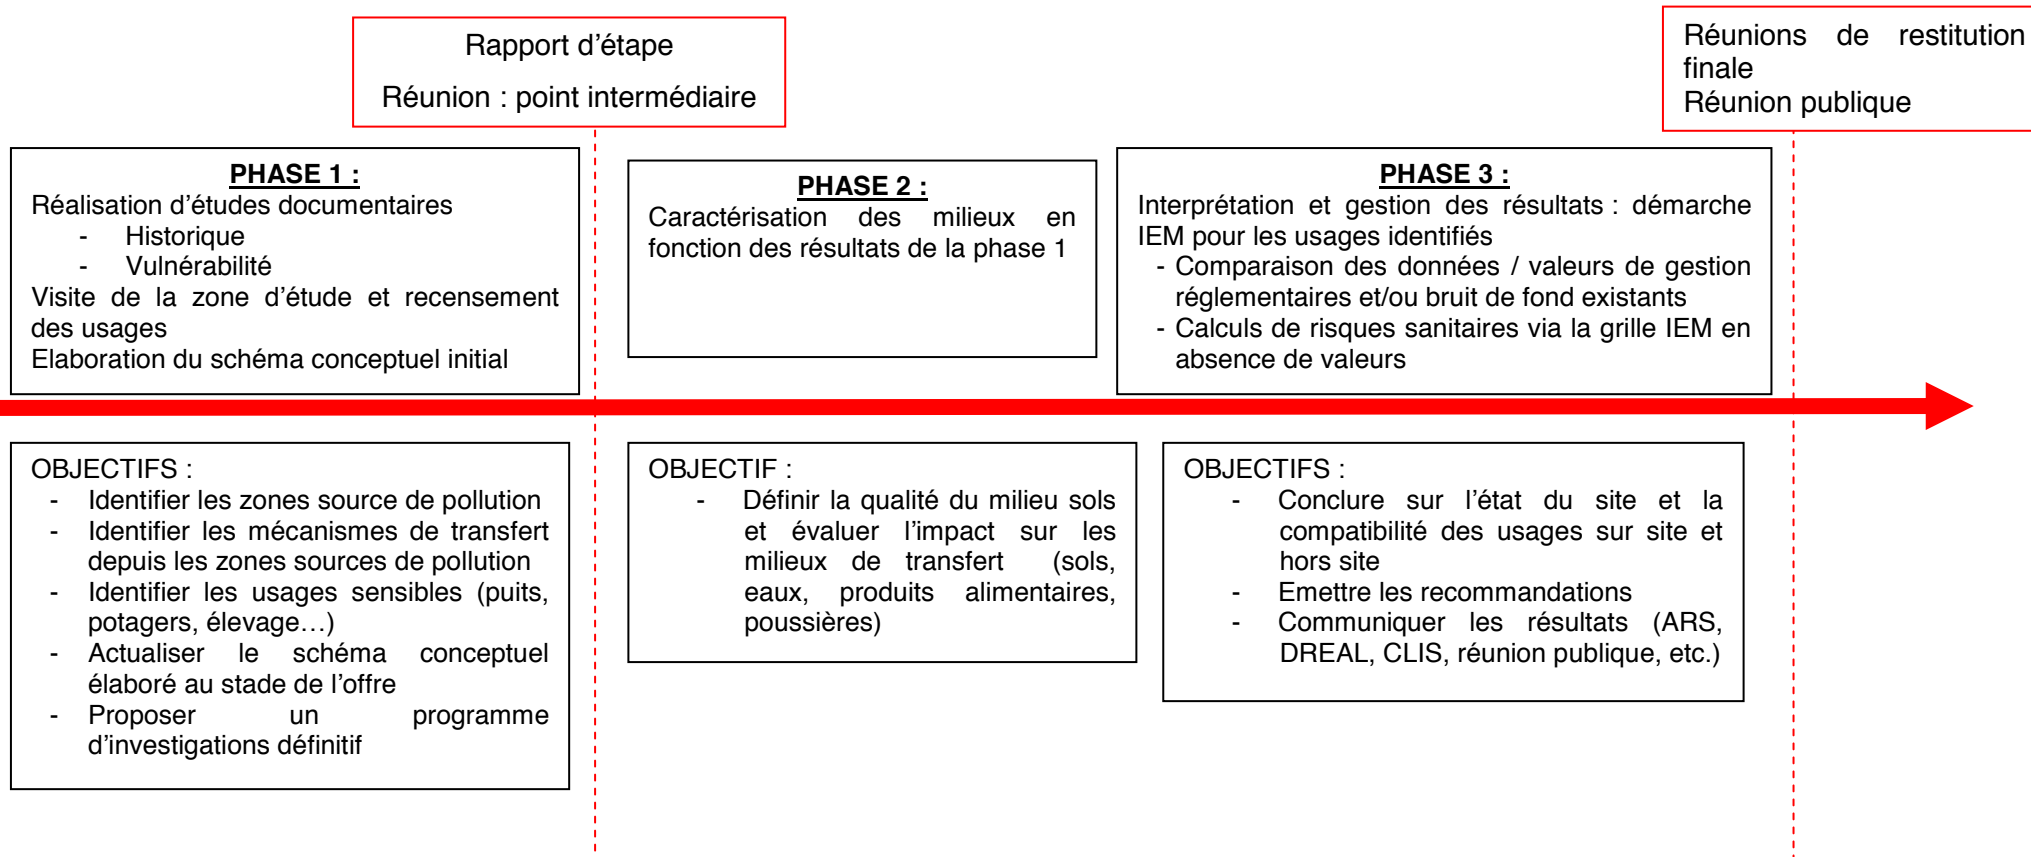 Rapport d’étape
Réunion : point intermédiaire
Réunions de restitution
finale
Réunion publique
PHASE 1 :
Réalisation d’études documentaires
- Historique
- Vulnérabilité
Visite de la zone d’étude et recensement
des usages
Elaboration du schéma conceptuel initial
PHASE 2 :
Caractérisation des milieux en
fonction des résultats de la phase 1
PHASE 3 :
Interprétation et gestion des résultats : démarche
IEM pour les usages identifiés
- Comparaison des données / valeurs de gestion
réglementaires et/ou bruit de fond existants
- Calculs de risques sanitaires via la grille IEM en
absence de valeurs
OBJECTIFS :
- Identifier les zones source de pollution
- Identifier les mécanismes de transfert
depuis les zones sources de pollution
- Identifier les usages sensibles (puits,
potagers, élevage…)
- Actualiser le schéma conceptuel
élaboré au stade de l’offre
- Proposer un programme
d’investigations définitif
OBJECTIF :
- Définir la qualité du milieu sols
et évaluer l’impact sur les
milieux de transfert (sols,
eaux, produits alimentaires,
poussières)
OBJECTIFS :
- Conclure sur l’état du site et la
compatibilité des usages sur site et
hors site
- Emettre les recommandations
- Communiquer les résultats (ARS,
DREAL, CLIS, réunion publique, etc.)